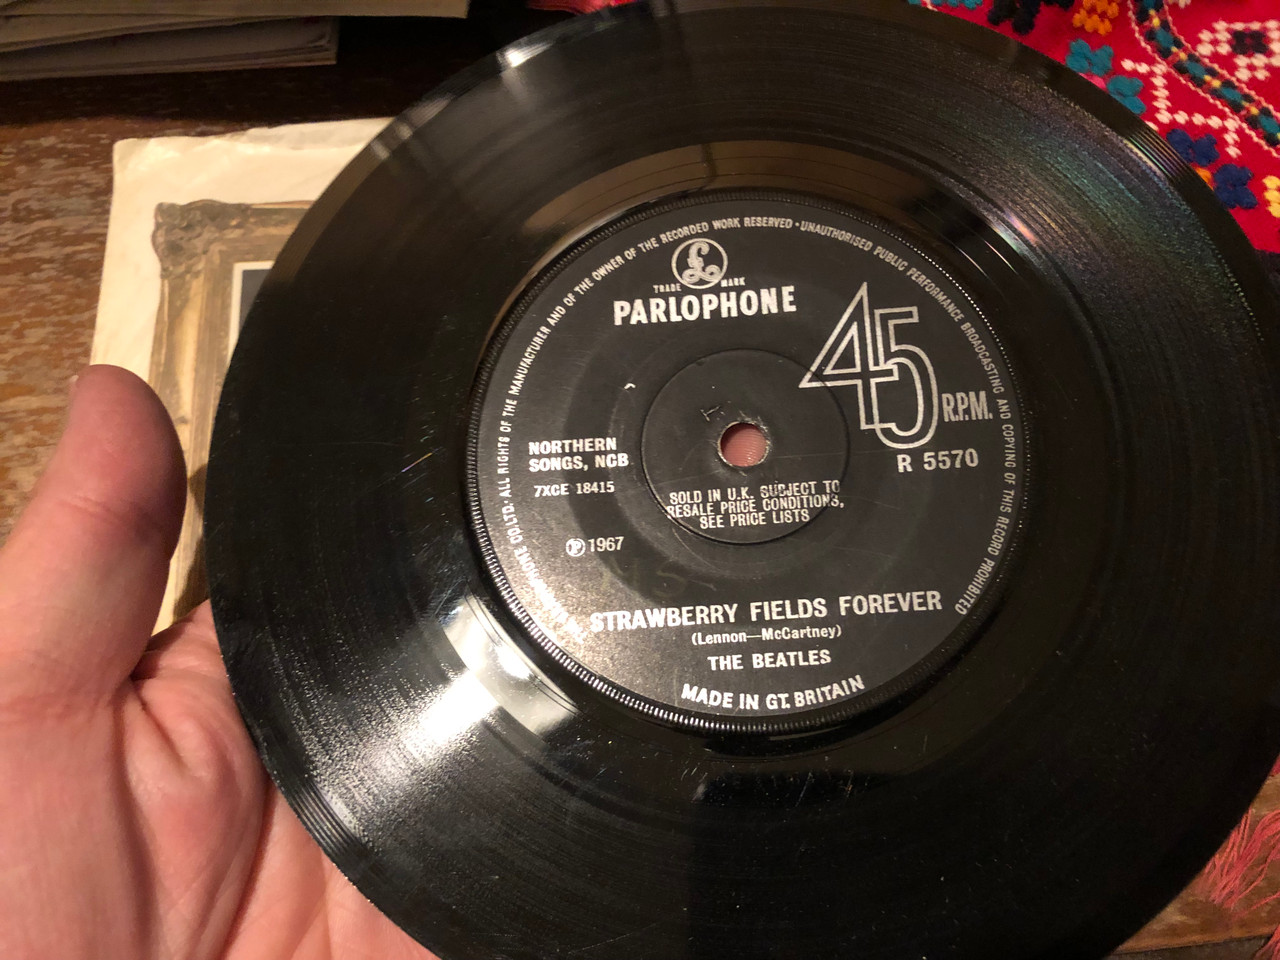 ALL RIGHTS OF THE MANUFACTURER AND OF THE OWNER OF THE RECORDED WORK RESERVED · UNAUTHORISED PUBLIC PERFORMANCE BROADCASTING AND COPYING OF THIS RECORD PROHIBITED
£
TRADE MARK
PARLOPHONE
45
R.P.M.
R 5570
NORTHERN
SONGS, NCB
7XCE 18415
SOLD IN U.K. SUBJECT TO
RESALE PRICE CONDITIONS,
SEE PRICE LISTS
Ⓟ 1967
STRAWBERRY FIELDS FOREVER
(Lennon—McCartney)
THE BEATLES
MADE IN GT. BRITAIN